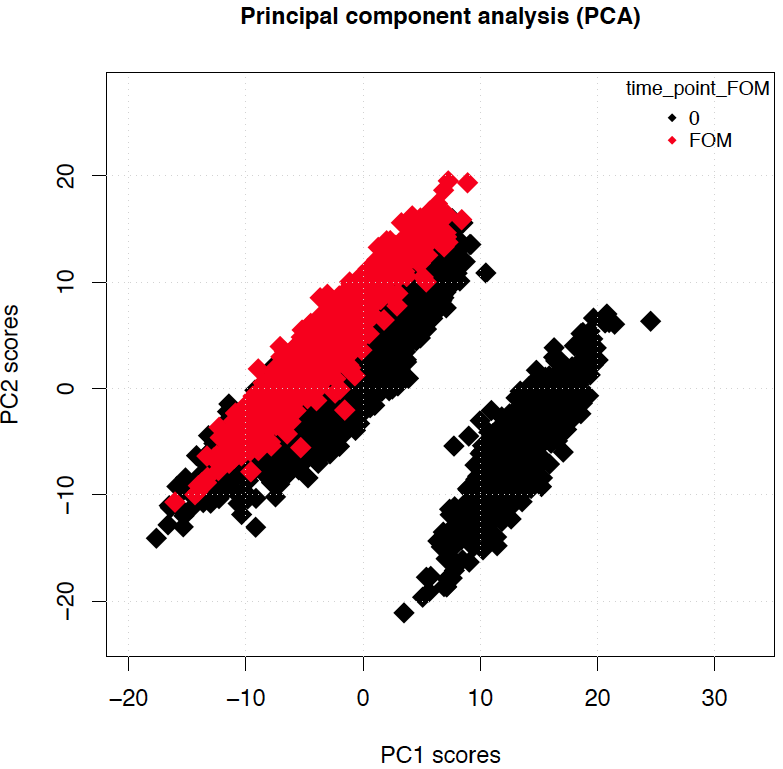 Principal component analysis (PCA)
time_point_FOM
0
FOM
20
10
0
−10
−20
PC2 scores
−20 −10 0 10 20 30
PC1 scores